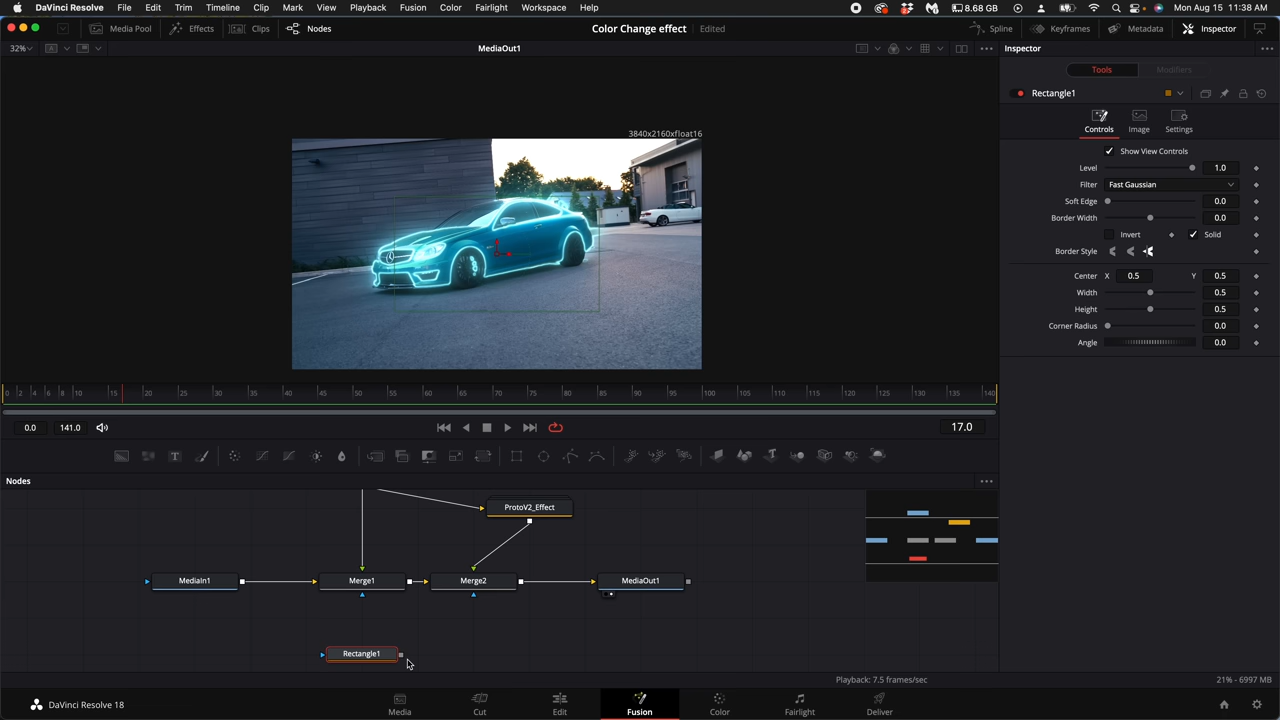 DaVinci Resolve File Edit Trim Timeline Clip Mark View Playback Fusion Color Fairlight Workspace Help 8.68 GB Mon Aug 15 11:38 AM
Media Pool Effects Clips Nodes Color Change effect Edited Spline Keyframes Metadata Inspector
32% MediaOut1 Inspector
Tools Modifiers
Rectangle1
Controls Image Settings
3840x2160xfloat16
Show View Controls
Level 1.0
Filter Fast Gaussian
Soft Edge 0.0
Border Width 0.0
Invert Solid
Border Style
Center X 0.5 Y 0.5
Width 0.5
Height 0.5
Corner Radius 0.0
Angle 0.0
0 2 4 6 8 10 15 20 25 30 35 40 45 50 55 60 65 70 75 80 85 90 95 100 105 110 115 120 125 130 135 140
0.0 141.0 17.0
Nodes
ProtoV2_Effect
MediaIn1 Merge1 Merge2 MediaOut1
Rectangle1
Playback: 7.5 frames/sec 21% - 6997 MB
DaVinci Resolve 18 Media Cut Edit Fusion Color Fairlight Deliver